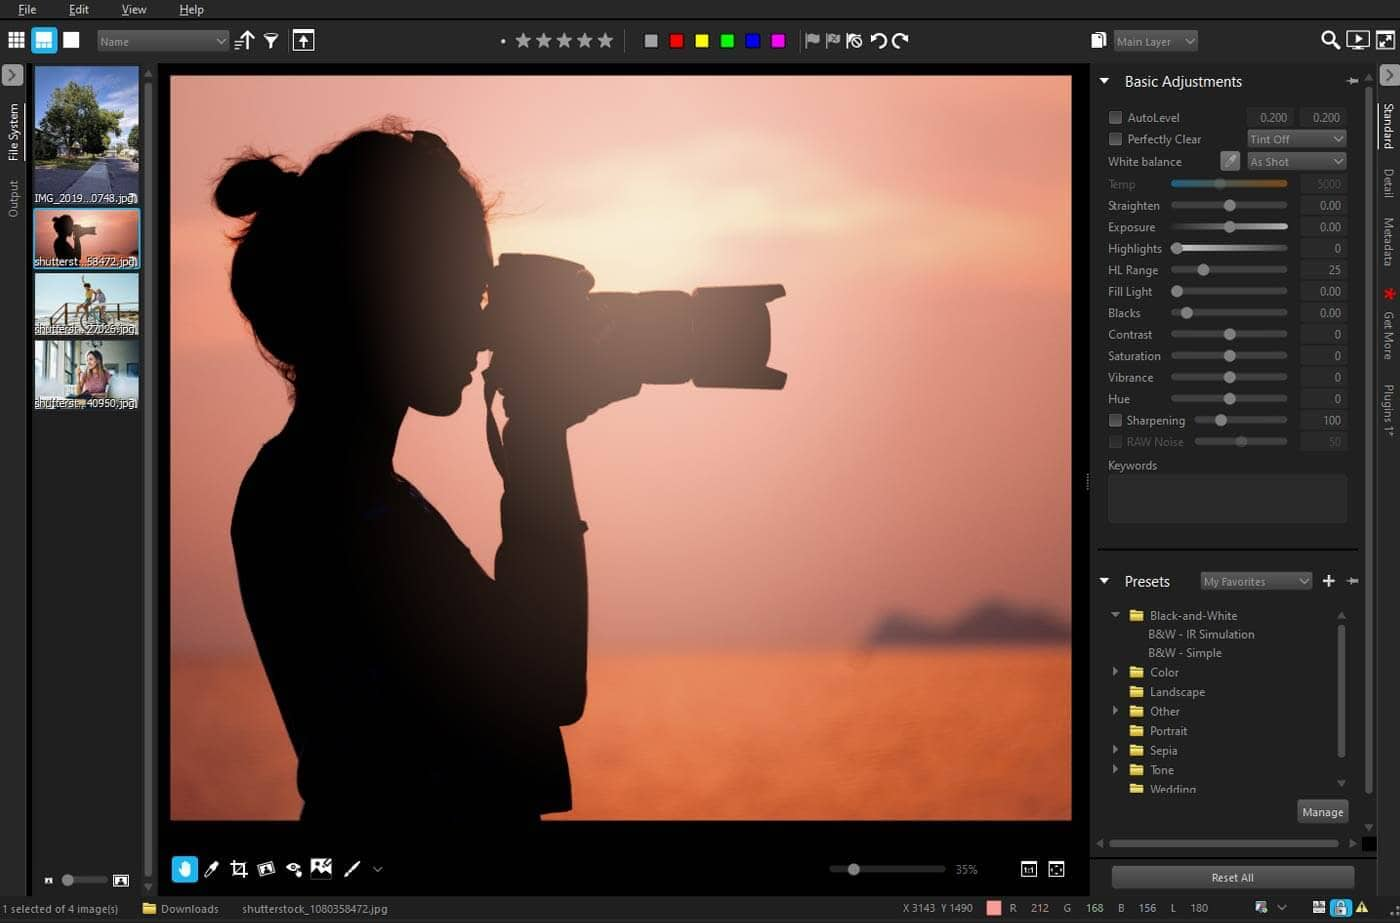 File Edit View Help
Name
Main Layer
File System
Output
IMG_2019...0748.jpg
shutterst...58472.jpg
shutterst...27026.jpg
shutterst...40950.jpg
Basic Adjustments
AutoLevel 0.200 0.200
Perfectly Clear Tint Off
White balance As Shot
Temp 5000
Straighten 0.00
Exposure 0.00
Highlights 0
HL Range 25
Fill Light 0.00
Blacks 0.00
Contrast 0
Saturation 0
Vibrance 0
Hue 0
Sharpening 100
RAW Noise 50
Keywords
Presets My Favorites
Black-and-White
B&W - IR Simulation
B&W - Simple
Color
Landscape
Other
Portrait
Sepia
Tone
Wedding
Manage
Reset All
Standard
Detail
Metadata
Get More
Plugins 1*
1:1
35%
1 selected of 4 image(s) Downloads shutterstock_1080358472.jpg X 3143 Y 1490 R 212 G 168 B 156 L 180